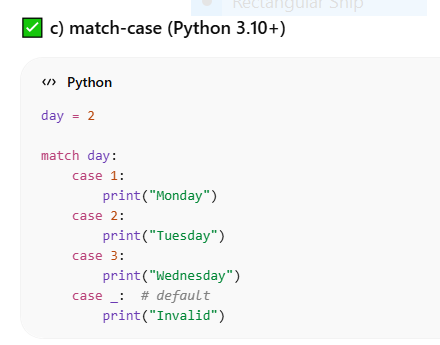 Rectangular Snip
✅ c) match-case (Python 3.10+)
</> Python
day = 2
match day:
    case 1:
        print("Monday")
    case 2:
        print("Tuesday")
    case 3:
        print("Wednesday")
    case _:  # default
        print("Invalid")